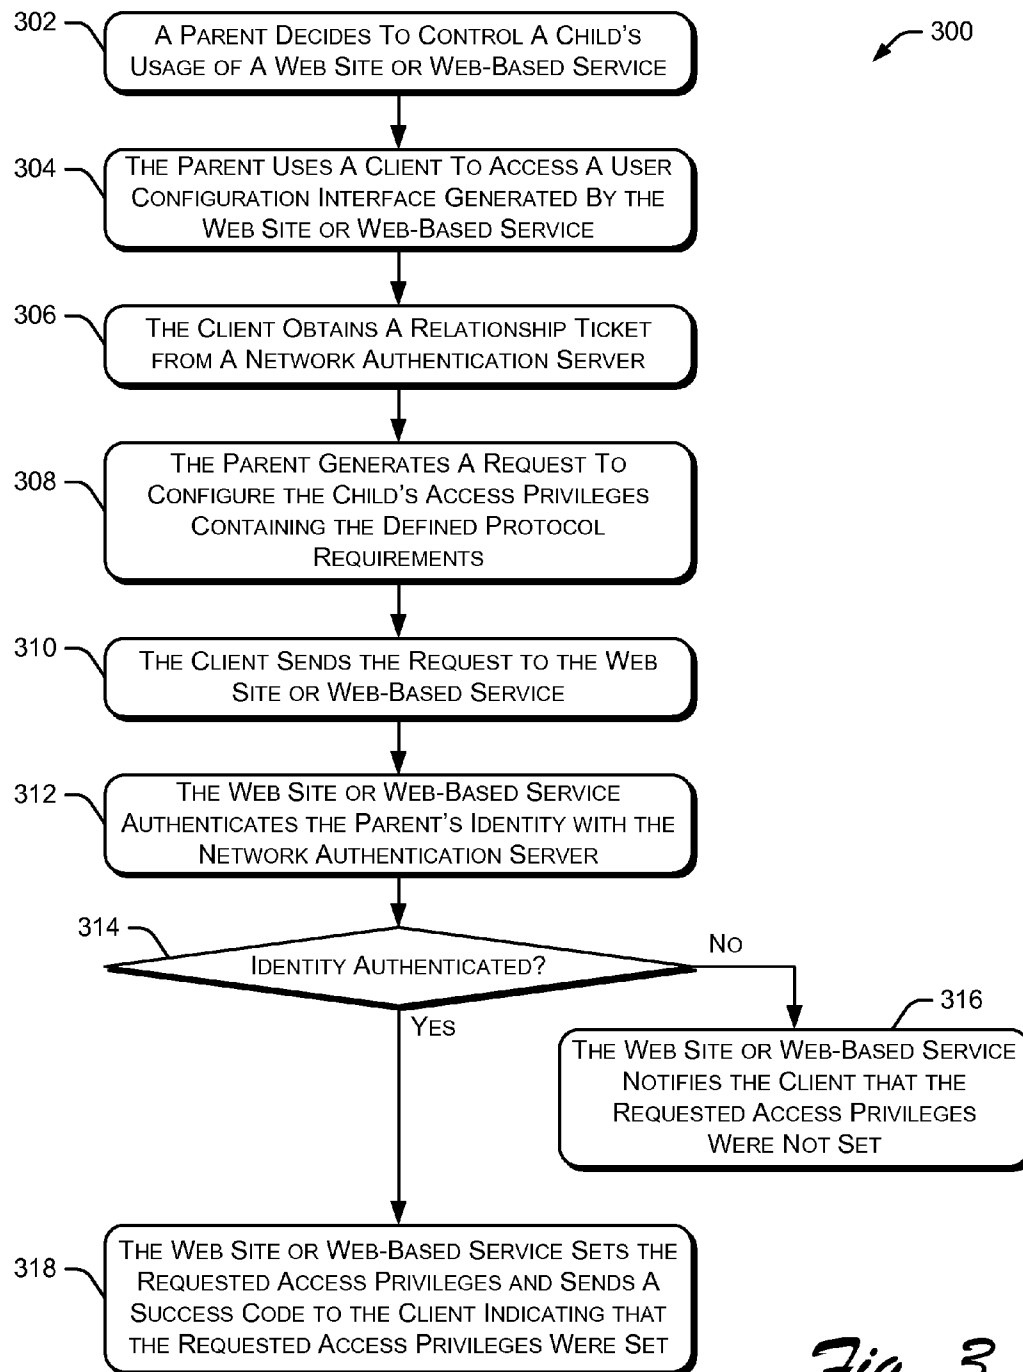 302
A PARENT DECIDES TO CONTROL A CHILD'S
USAGE OF A WEB SITE OR WEB-BASED SERVICE
300
304
THE PARENT USES A CLIENT TO ACCESS A USER
CONFIGURATION INTERFACE GENERATED BY THE
WEB SITE OR WEB-BASED SERVICE
306
THE CLIENT OBTAINS A RELATIONSHIP TICKET
FROM A NETWORK AUTHENTICATION SERVER
308
THE PARENT GENERATES A REQUEST TO
CONFIGURE THE CHILD'S ACCESS PRIVILEGES
CONTAINING THE DEFINED PROTOCOL
REQUIREMENTS
310
THE CLIENT SENDS THE REQUEST TO THE WEB
SITE OR WEB-BASED SERVICE
312
THE WEB SITE OR WEB-BASED SERVICE
AUTHENTICATES THE PARENT'S IDENTITY WITH THE
NETWORK AUTHENTICATION SERVER
314
IDENTITY AUTHENTICATED?
NO
YES
316
THE WEB SITE OR WEB-BASED SERVICE
NOTIFIES THE CLIENT THAT THE
REQUESTED ACCESS PRIVILEGES
WERE NOT SET
318
THE WEB SITE OR WEB-BASED SERVICE SETS THE
REQUESTED ACCESS PRIVILEGES AND SENDS A
SUCCESS CODE TO THE CLIENT INDICATING THAT
THE REQUESTED ACCESS PRIVILEGES WERE SET
Fig. 3